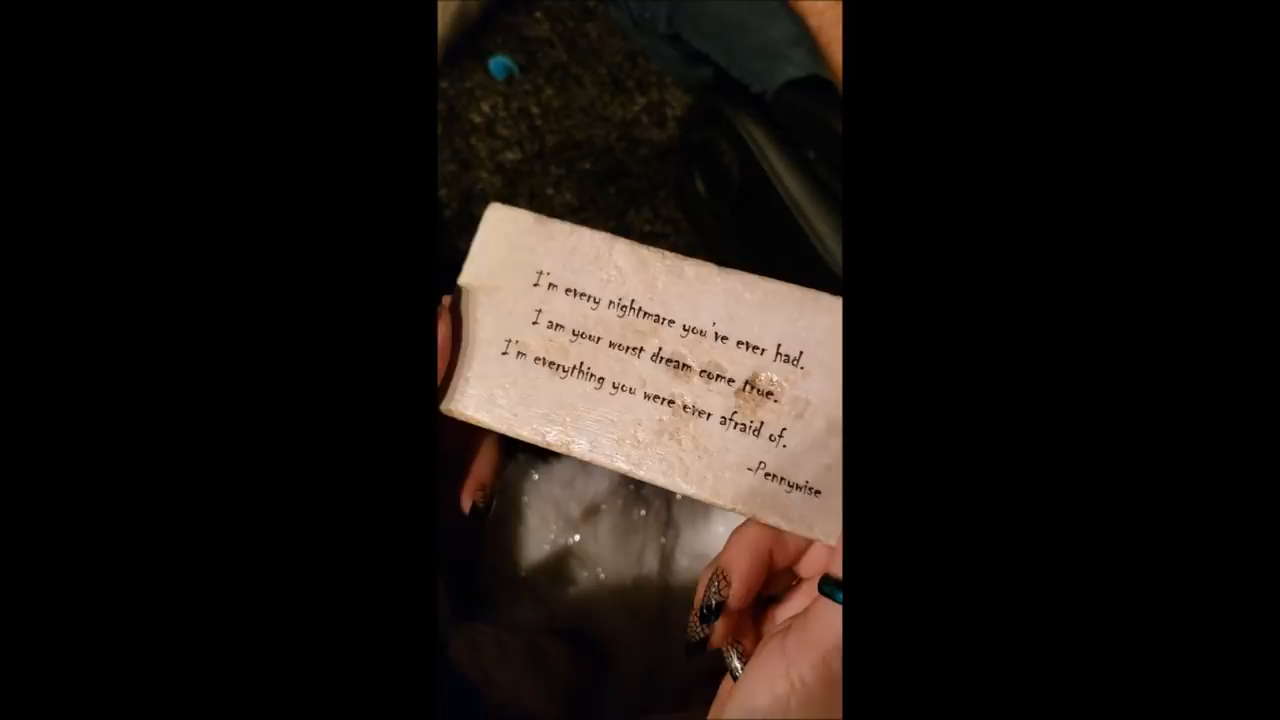 I'm every nightmare you've ever had.
I am your worst dream come true.
I'm everything you were ever afraid of.
-Pennywise